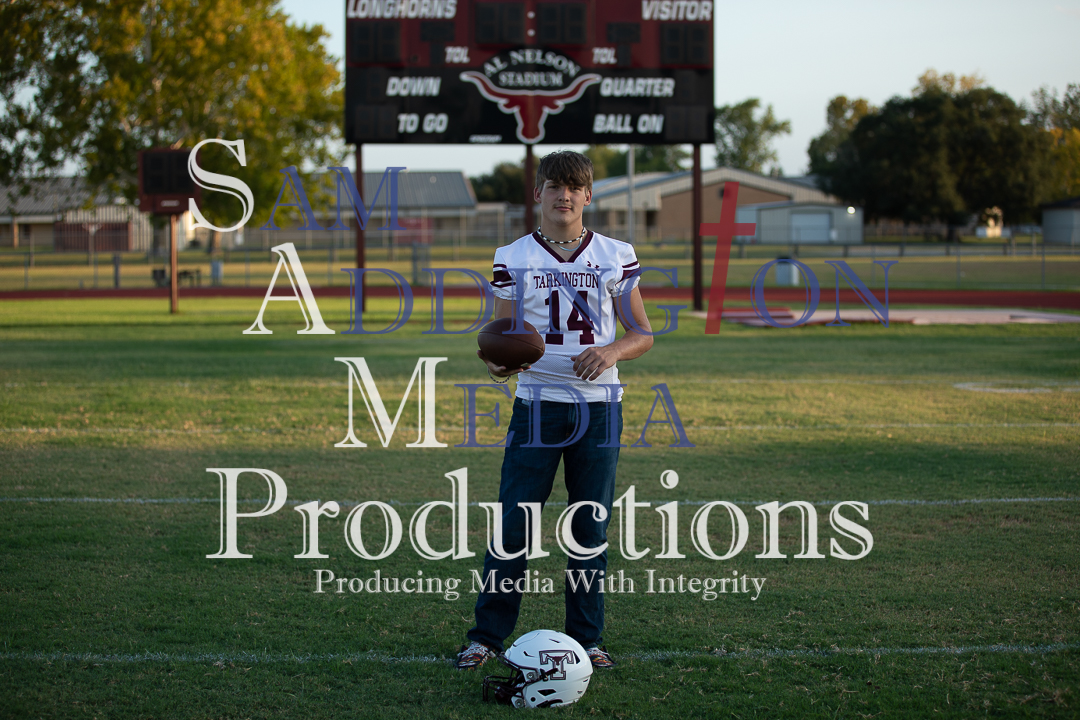 LONGHORNS VISITOR
TOL TOL
AL NELSON
STADIUM
DOWN QUARTER
TO GO BALL ON
SAM
ADDINGTON
MEDIA
Productions
Producing Media With Integrity
TARKINGTON
14
T